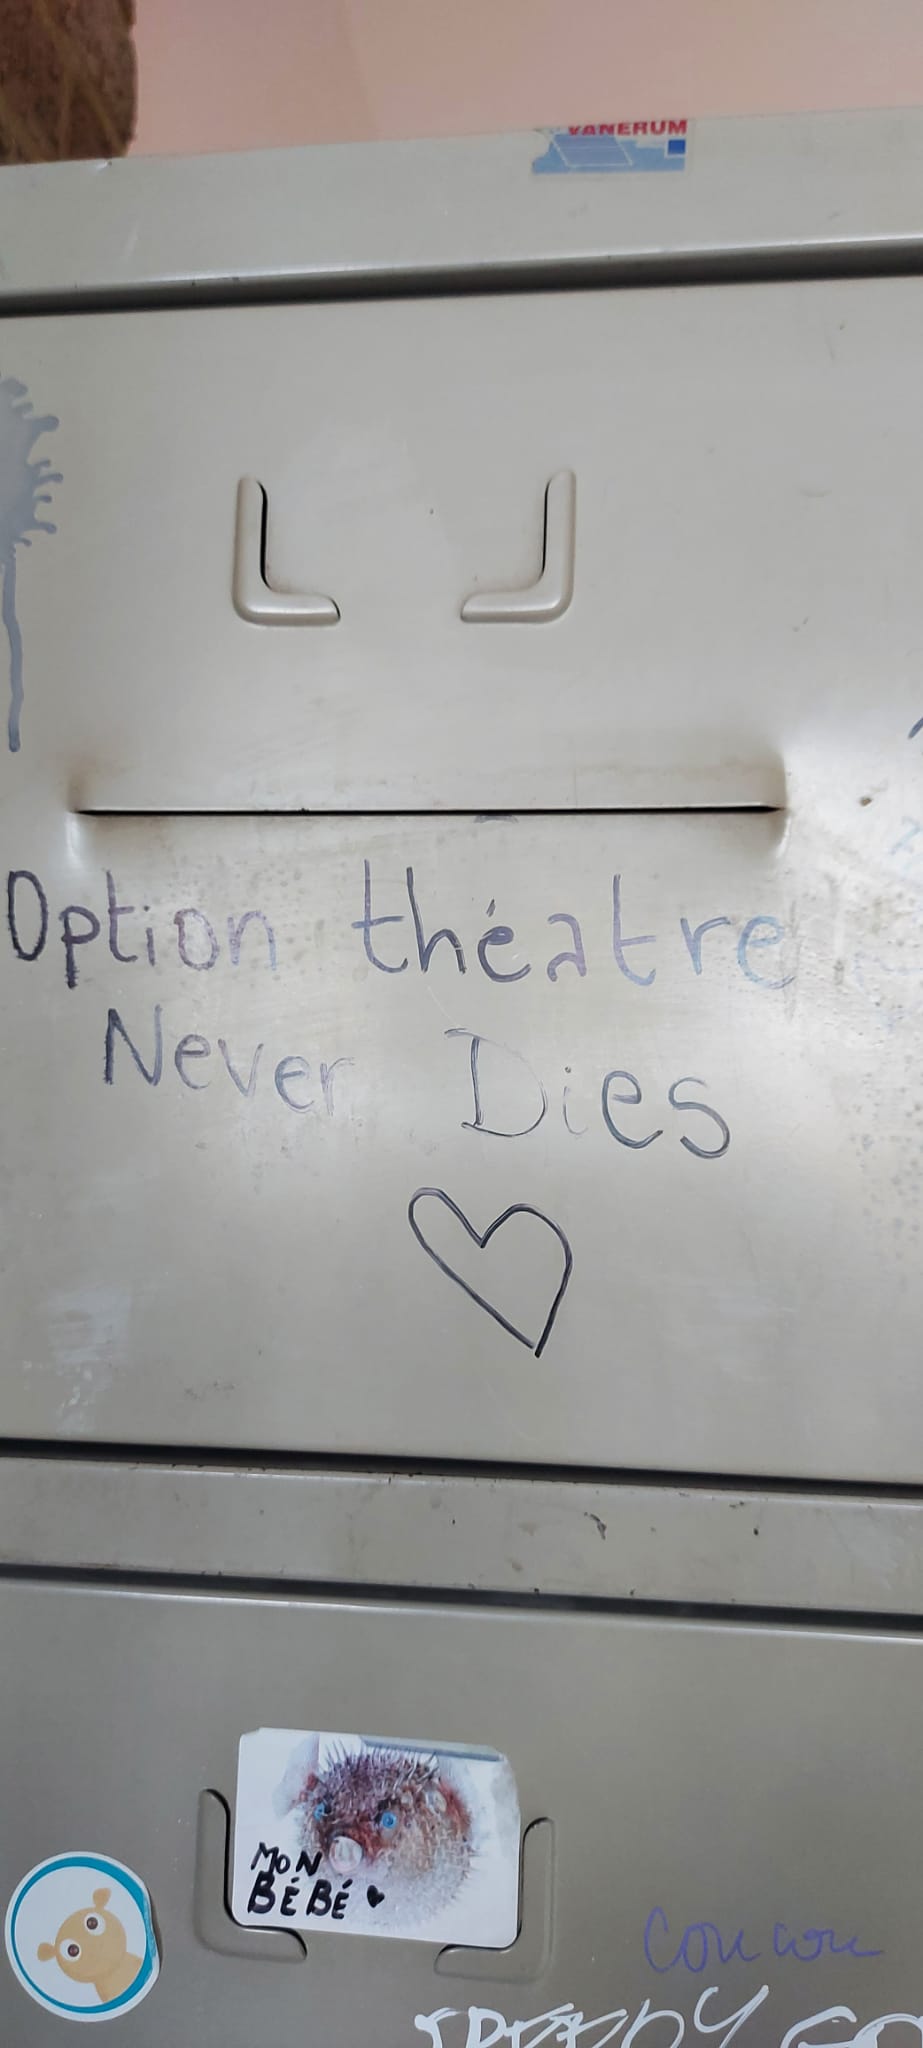 VANERUM
Option théatre
Never Dies
MON
BÉBÉ
Coucou